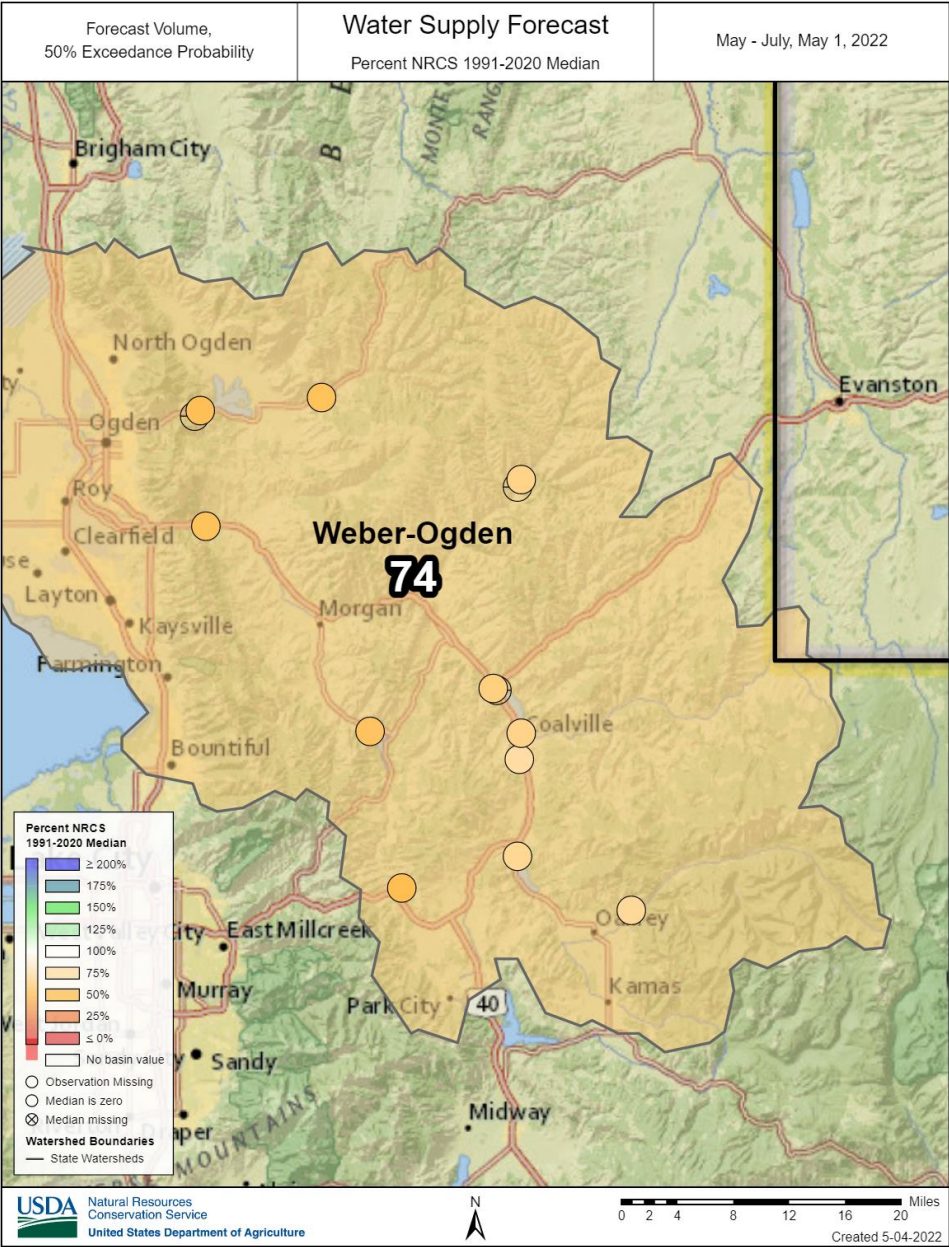 Forecast Volume,
50% Exceedance Probability
Water Supply Forecast
Percent NRCS 1991-2020 Median
May - July, May 1, 2022
Brigham City
B
E
MONTE
RANG
North Ogden
Evanston
Ogden
Roy
Clearfield
Weber-Ogden
74
Layton
Morgan
Kaysville
Farmington
Coalville
Bountiful
Percent NRCS
1991-2020 Median
≥ 200%
175%
150%
125%
100%
75%
50%
25%
≤ 0%
No basin value
Observation Missing
Median is zero
Median missing
Watershed Boundaries
State Watersheds
City
East Millcreek
Murray
Park City
40
Kamas
Sandy
Midway
raper
MOUNTAINS
USDA
Natural Resources
Conservation Service
United States Department of Agriculture
N
Miles
0 2 4 8 12 16 20
Created 5-04-2022